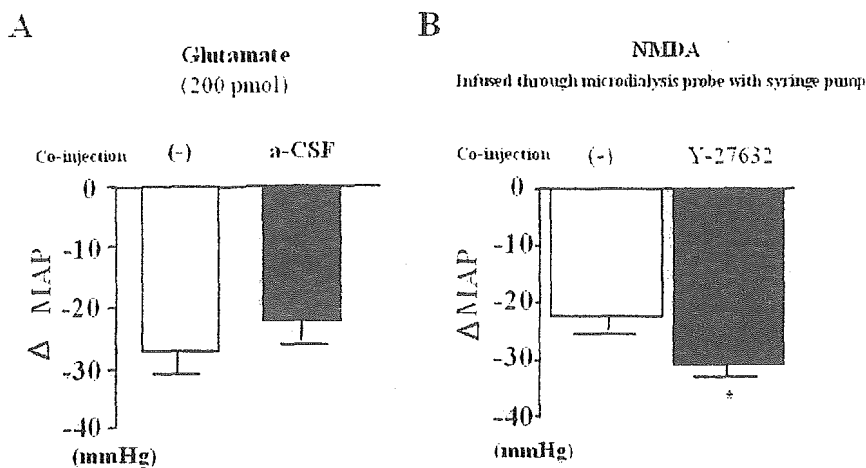 A
Glutamate
(200 pmol)
Co-injection (-) a-CSF
0
-10
-20
-30
-40
Δ MAP
(mmHg)
B
NMDA
Infused through microdialysis probe with syringe pump
Co-injection (-) Y-27632
0
-10
-20
-30
-40
Δ MAP
(mmHg)
*